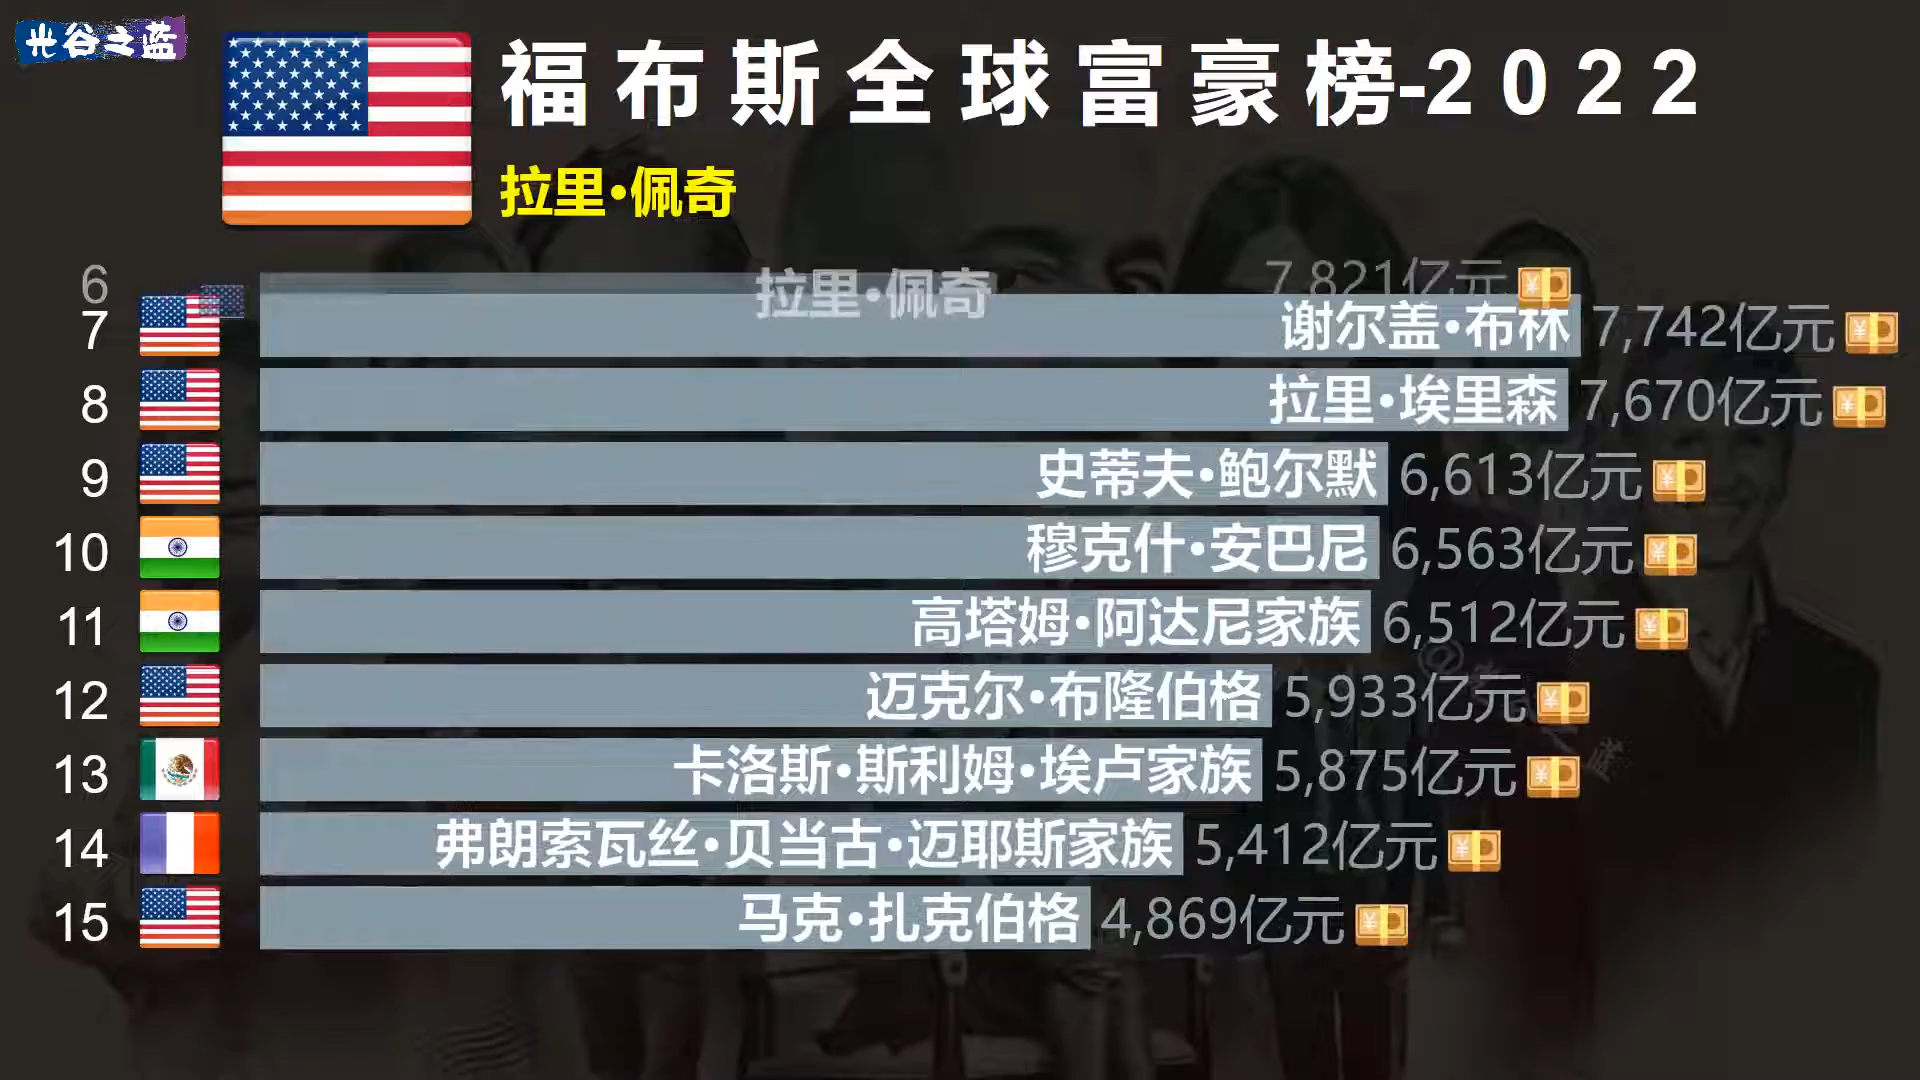 光谷之蓝
福布斯全球富豪榜-2022
拉里·佩奇
6 拉里·佩奇 7,821亿元
7 谢尔盖·布林 7,742亿元
8 拉里·埃里森 7,670亿元
9 史蒂夫·鲍尔默 6,613亿元
10 穆克什·安巴尼 6,563亿元
11 高塔姆·阿达尼家族 6,512亿元
12 迈克尔·布隆伯格 5,933亿元
13 卡洛斯·斯利姆·埃卢家族 5,875亿元
14 弗朗索瓦丝·贝当古·迈耶斯家族 5,412亿元
15 马克·扎克伯格 4,869亿元